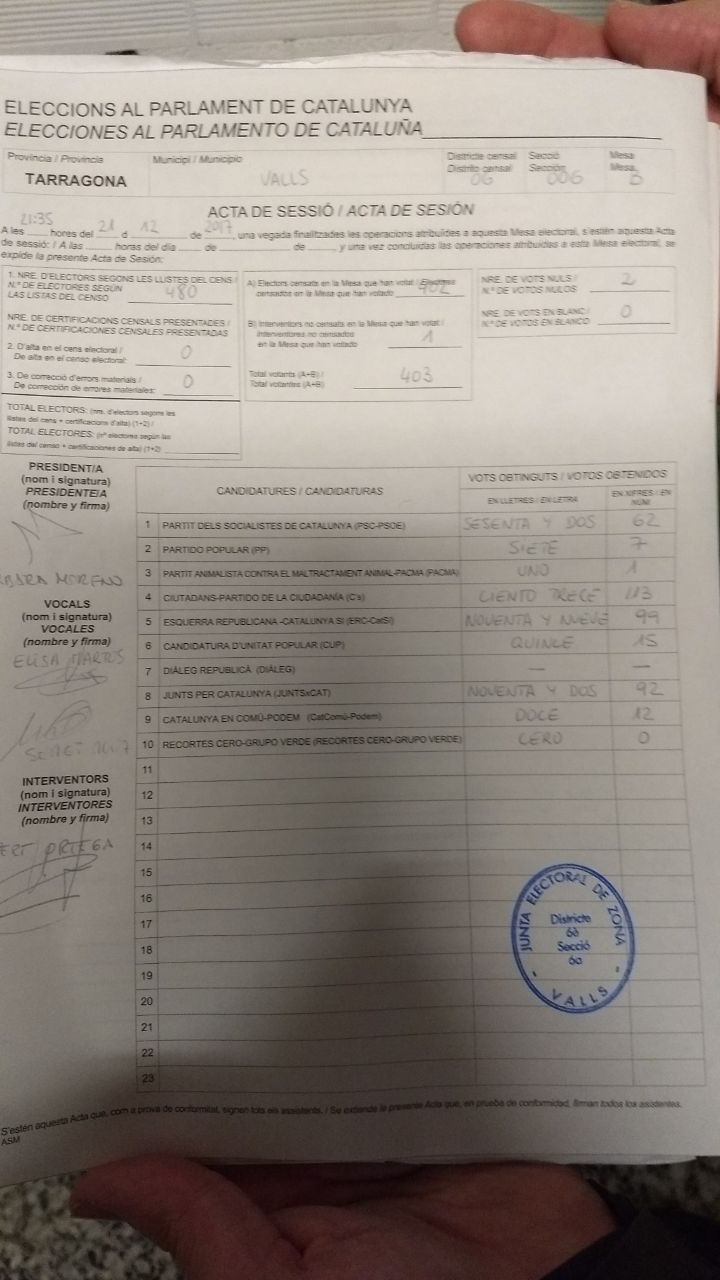 ELECCIONS AL PARLAMENT DE CATALUNYA
ELECCIONES AL PARLAMENTO DE CATALUÑA
Província / Provincia
TARRAGONA
Municipi / Municipio
VALLS
Districte censal
Distrito censal
06
Secció
Sección
006
Mesa
Mesa
B
ACTA DE SESSIÓ / ACTA DE SESIÓN
21:35 21 12 2017
A les ____ hores del ____ d ____ de ____, una vegada finalitzades les operacions atribuïdes a aquesta Mesa electoral, s'estén aquesta Acta
de sessió: / A las ____ horas del día ____ de ____ de ____ y una vez concluidas las operaciones atribuidas a esta Mesa electoral, se
expide la presente Acta de Sesión:
1. NRE. D'ELECTORS SEGONS LES LLISTES DEL CENS /
N.º DE ELECTORES SEGÚN
LAS LISTAS DEL CENSO 480
NRE. DE CERTIFICACIONS CENSALS PRESENTADES /
N.º DE CERTIFICACIONES CENSALES PRESENTADAS
2. D'alta en el cens electoral /
De alta en el censo electoral: 0
3. De correcció d'errors materials /
De corrección de errores materiales: 0
TOTAL ELECTORS: (nre. d'electors segons les
llistes del cens + certificacions d'alta) (1+2) /
TOTAL ELECTORES: (nº electores según las
listas del censo + certificaciones de alta) (1+2)
A) Electors censats en la Mesa que han votat / Electores
censados en la Mesa que han votado 402
B) Interventors no censats en la Mesa que han votat /
Interventores no censados
en la Mesa que han votado 1
Total votants (A+B) /
Total votantes (A+B) 403
NRE. DE VOTS NULS /
N.º DE VOTOS NULOS 2
NRE. DE VOTS EN BLANC /
N.º DE VOTOS EN BLANCO 0
PRESIDENT/A
(nom i signatura)
PRESIDENTE/A
(nombre y firma)
MORENO
VOCALS
(nom i signatura)
VOCALES
(nombre y firma)
ELISA MARTOS
INTERVENTORS
(nom i signatura)
INTERVENTORES
(nombre y firma)
ORTEGA
CANDIDATURES / CANDIDATURAS
VOTS OBTINGUTS / VOTOS OBTENIDOS
EN LLETRES / EN LETRA
EN XIFRES / EN
NÚM
1 PARTIT DELS SOCIALISTES DE CATALUNYA (PSC-PSOE) SESENTA Y DOS 62
2 PARTIDO POPULAR (PP) SIETE 7
3 PARTIT ANIMALISTA CONTRA EL MALTRACTAMENT ANIMAL-PACMA (PACMA) UNO 1
4 CIUTADANS-PARTIDO DE LA CIUDADANÍA (C's) CIENTO TRECE 113
5 ESQUERRA REPUBLICANA -CATALUNYA SÍ (ERC-CatSí) NOVENTA Y NUEVE 99
6 CANDIDATURA D'UNITAT POPULAR (CUP) QUINCE 15
7 DIÀLEG REPUBLICÀ (DIÀLEG) — —
8 JUNTS PER CATALUNYA (JUNTSxCAT) NOVENTA Y DOS 92
9 CATALUNYA EN COMÚ-PODEM (CatComú-Podem) DOCE 12
10 RECORTES CERO-GRUPO VERDE (RECORTES CERO-GRUPO VERDE) CERO 0
11
12
13
14
15
16
17
18
19
20
21
22
23
JUNTA ELECTORAL DE ZONA
Districte
6è
Secció
6a
- VALLS -
S'estén aquesta Acta que, com a prova de conformitat, signen tots els assistents. / Se extiende la presente Acta que, en prueba de conformidad, firman todos los asistentes.
ASM